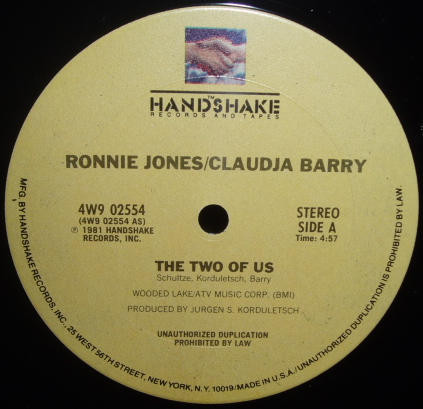 HANDSHAKE
RECORDS AND TAPES
TM
RONNIE JONES/CLAUDJA BARRY
4W9 02554
(4W9 02554 AS)
℗ 1981 HANDSHAKE
RECORDS, INC.
STEREO
SIDE A
Time: 4:57
THE TWO OF US
Schultze, Korduletsch, Barry
WOODED LAKE/ATV MUSIC CORP. (BMI)
PRODUCED BY JURGEN S. KORDULETSCH
UNAUTHORIZED DUPLICATION
PROHIBITED BY LAW
MFG. BY HANDSHAKE RECORDS, INC., 25 WEST 56TH STREET, NEW YORK, N.Y. 10019/MADE IN U.S.A./UNAUTHORIZED DUPLICATION IS PROHIBITED BY LAW.